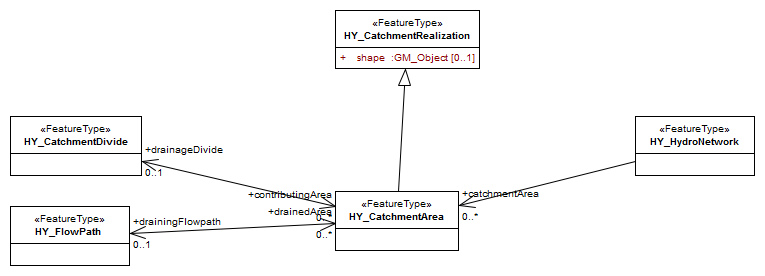 «FeatureType»
HY_CatchmentRealization
+ shape :GM_Object [0..1]
«FeatureType»
HY_CatchmentDivide
«FeatureType»
HY_HydroNetwork
+drainageDivide
0..1
+contributingArea
0..*
«FeatureType»
HY_CatchmentArea
+catchmentArea
0..*
«FeatureType»
HY_FlowPath
+drainingFlowpath
0..1
+drainedArea
0..*